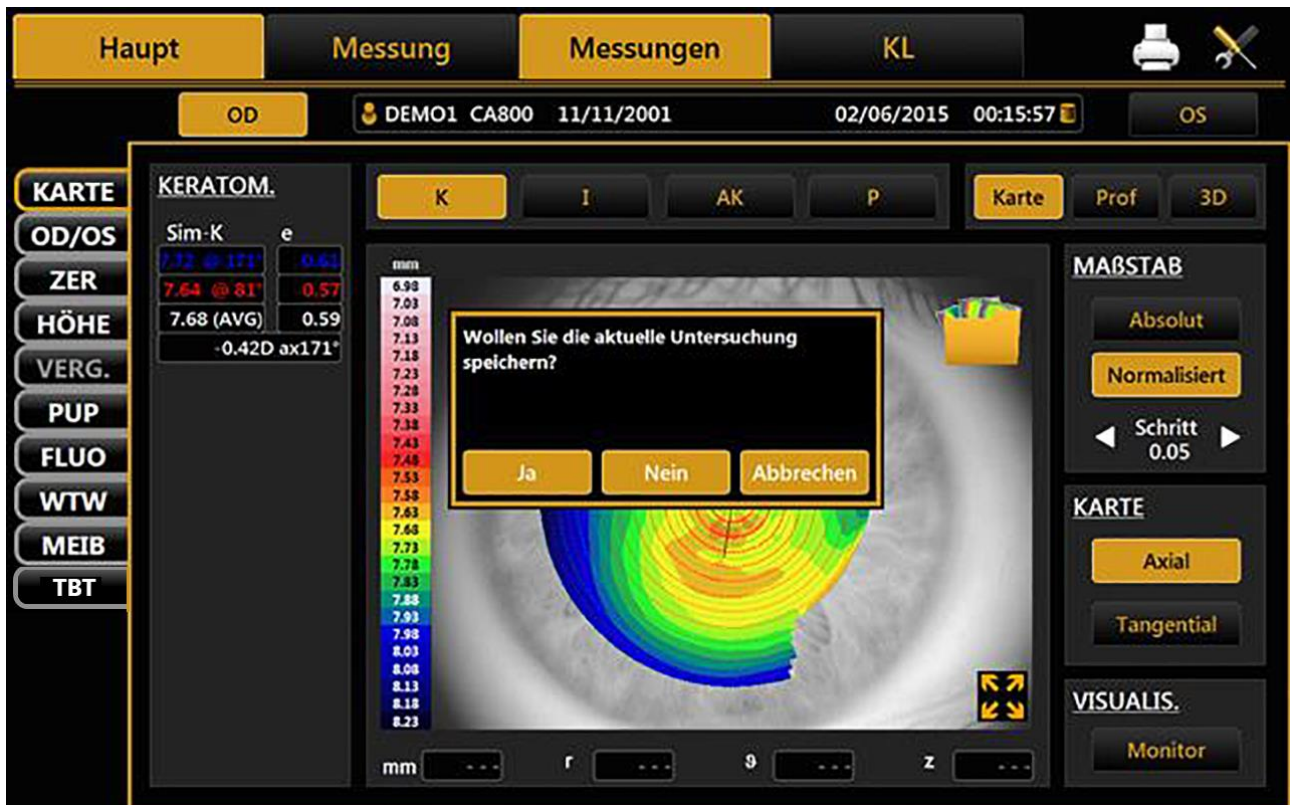 Haupt Messung Messungen KL
OD DEMO1 CA800 11/11/2001 02/06/2015 00:15:57 OS
KARTE
OD/OS
ZER
HÖHE
VERG.
PUP
FLUO
WTW
MEIB
TBT
KERATOM.
Sim-K e
7.72 @ 171° 0.61
7.64 @ 81° 0.57
7.68 (AVG) 0.59
-0.42D ax171°
K I AK P
Karte Prof 3D
mm
6.98
7.03
7.08
7.13
7.18
7.23
7.28
7.33
7.38
7.43
7.48
7.53
7.58
7.63
7.68
7.73
7.78
7.83
7.88
7.93
7.98
8.03
8.08
8.13
8.18
8.23
Wollen Sie die aktuelle Untersuchung
speichern?
Ja Nein Abbrechen
mm --- r --- ϑ --- z ---
MAßSTAB
Absolut
Normalisiert
Schritt
0.05
KARTE
Axial
Tangential
VISUALIS.
Monitor